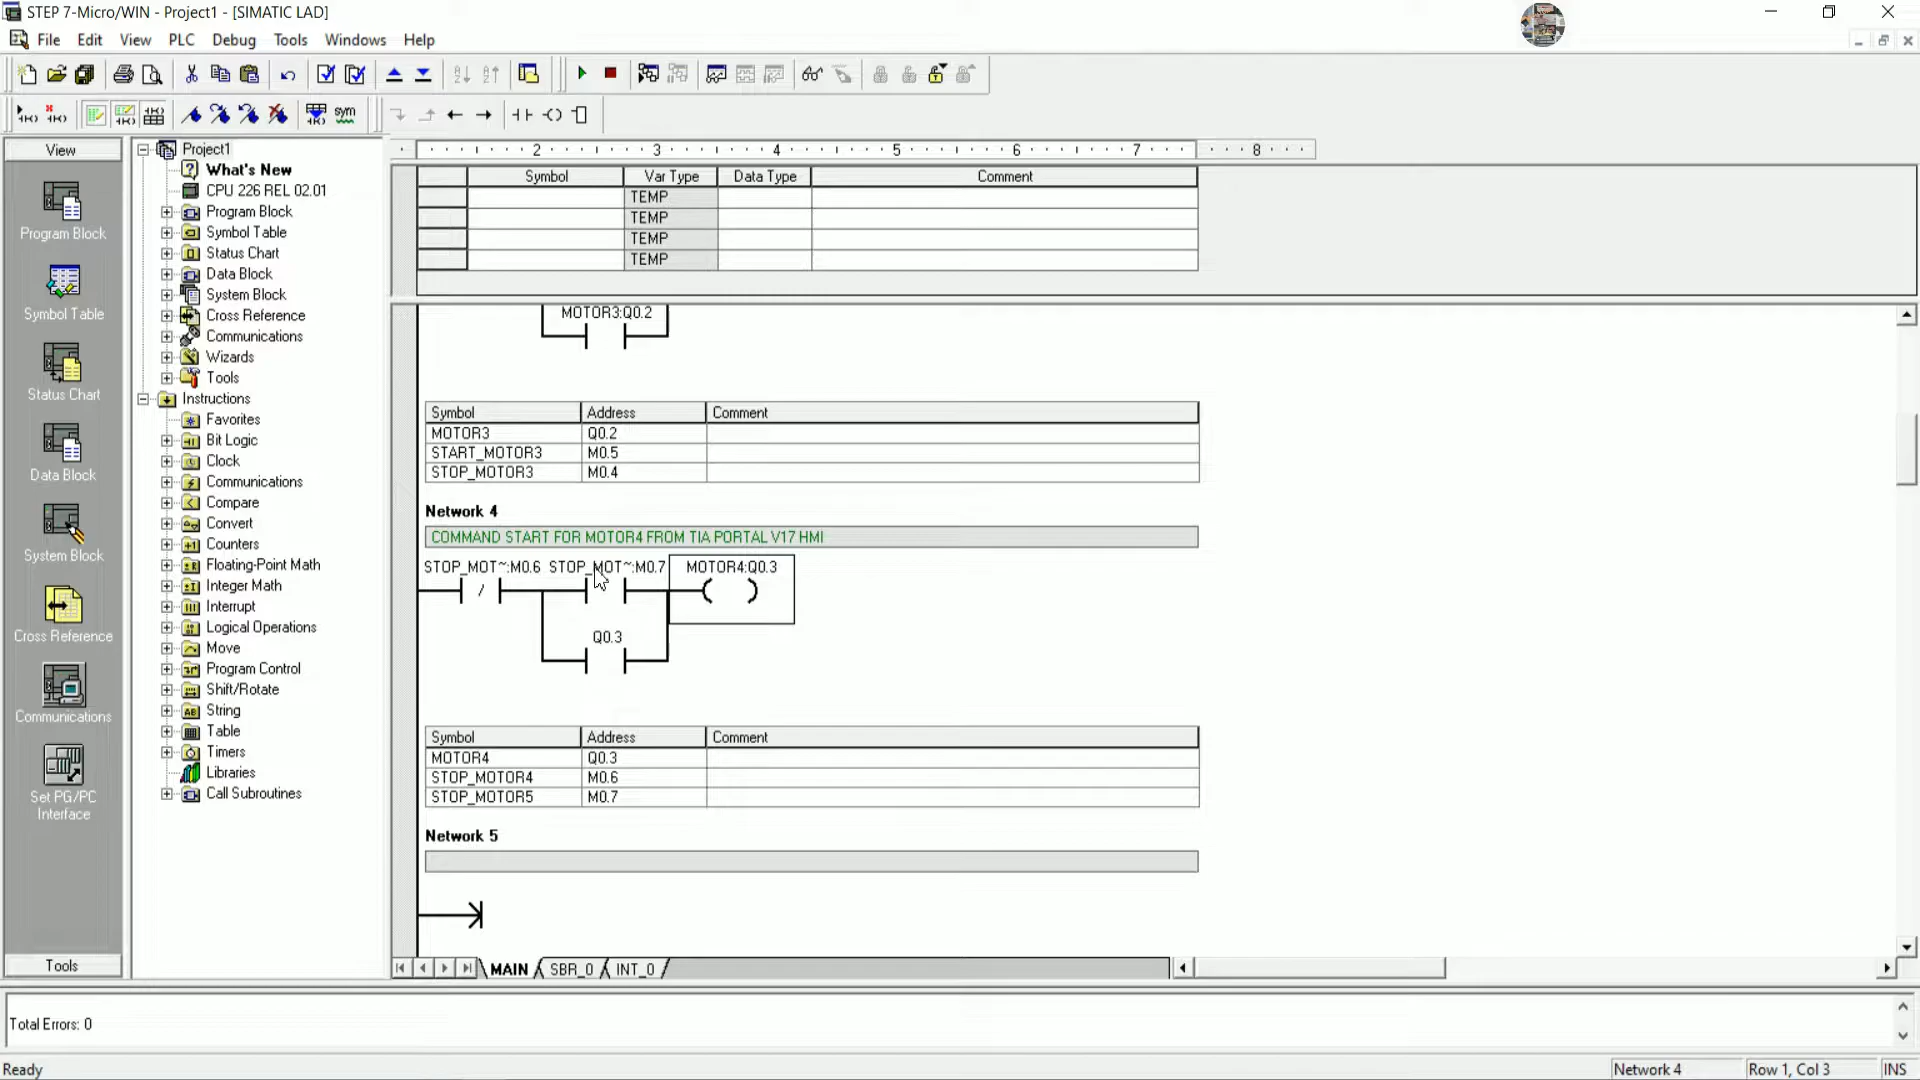 STEP 7-Micro/WIN - Project1 - [SIMATIC LAD]
File Edit View PLC Debug Tools Windows Help
sym
View
Program Block
Symbol Table
Status Chart
Data Block
System Block
Cross Reference
Communications
Set PG/PC
Interface
Tools
Project1
What's New
CPU 226 REL 02.01
Program Block
Symbol Table
Status Chart
Data Block
System Block
Cross Reference
Communications
Wizards
Tools
Instructions
Favorites
Bit Logic
Clock
Communications
Compare
Convert
Counters
Floating-Point Math
Integer Math
Interrupt
Logical Operations
Move
Program Control
Shift/Rotate
String
Table
Timers
Libraries
Call Subroutines
2 3 4 5 6 7 8
Symbol Var Type Data Type Comment
TEMP
TEMP
TEMP
TEMP
MOTOR3:Q0.2
Symbol Address Comment
MOTOR3 Q0.2
START_MOTOR3 M0.5
STOP_MOTOR3 M0.4
Network 4
COMMAND START FOR MOTOR4 FROM TIA PORTAL V17 HMI
STOP_MOT~:M0.6 STOP_MOT~:M0.7 MOTOR4:Q0.3
Q0.3
Symbol Address Comment
MOTOR4 Q0.3
STOP_MOTOR4 M0.6
STOP_MOTOR5 M0.7
Network 5
MAIN SBR_0 INT_0
Total Errors: 0
Ready Network 4 Row 1, Col 3 INS